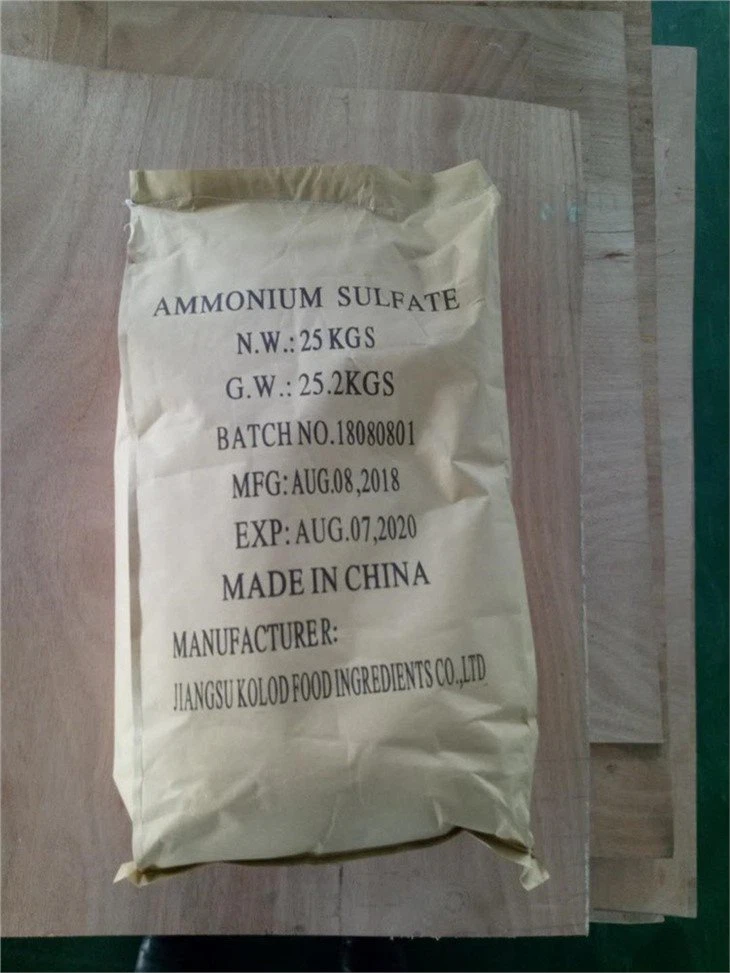 AMMONIUM SULFATE
N.W.: 25 KGS
G.W.: 25.2KGS
BATCH NO.18080801
MFG: AUG.08,2018
EXP: AUG.07,2020
MADE IN CHINA
MANUFACTURER:
JIANGSU KOLOD FOOD INGREDIENTS CO.,LTD